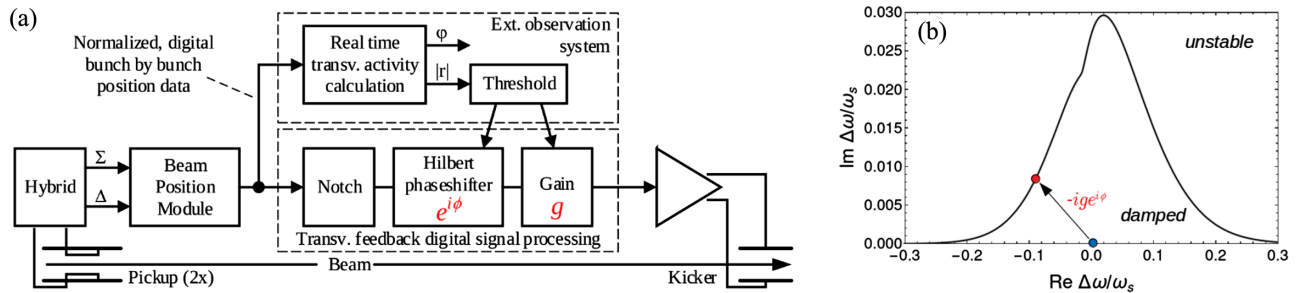 (a)
Normalized, digital
bunch by bunch
position data
Real time
transv. activity
calculation
φ
|r|
Ext. observation
system
Threshold
Hybrid
Σ
Δ
Beam
Position
Module
Notch
Hilbert
phaseshifter
e^{iϕ}
Gain
g
Transv. feedback digital signal processing
Pickup (2x)
Beam
Kicker
(b)
unstable
damped
-ige^{iϕ}
Im Δω/ω_s
0.030
0.025
0.020
0.015
0.010
0.005
0.000
-0.3
-0.2
-0.1
0.0
0.1
0.2
0.3
Re Δω/ω_s